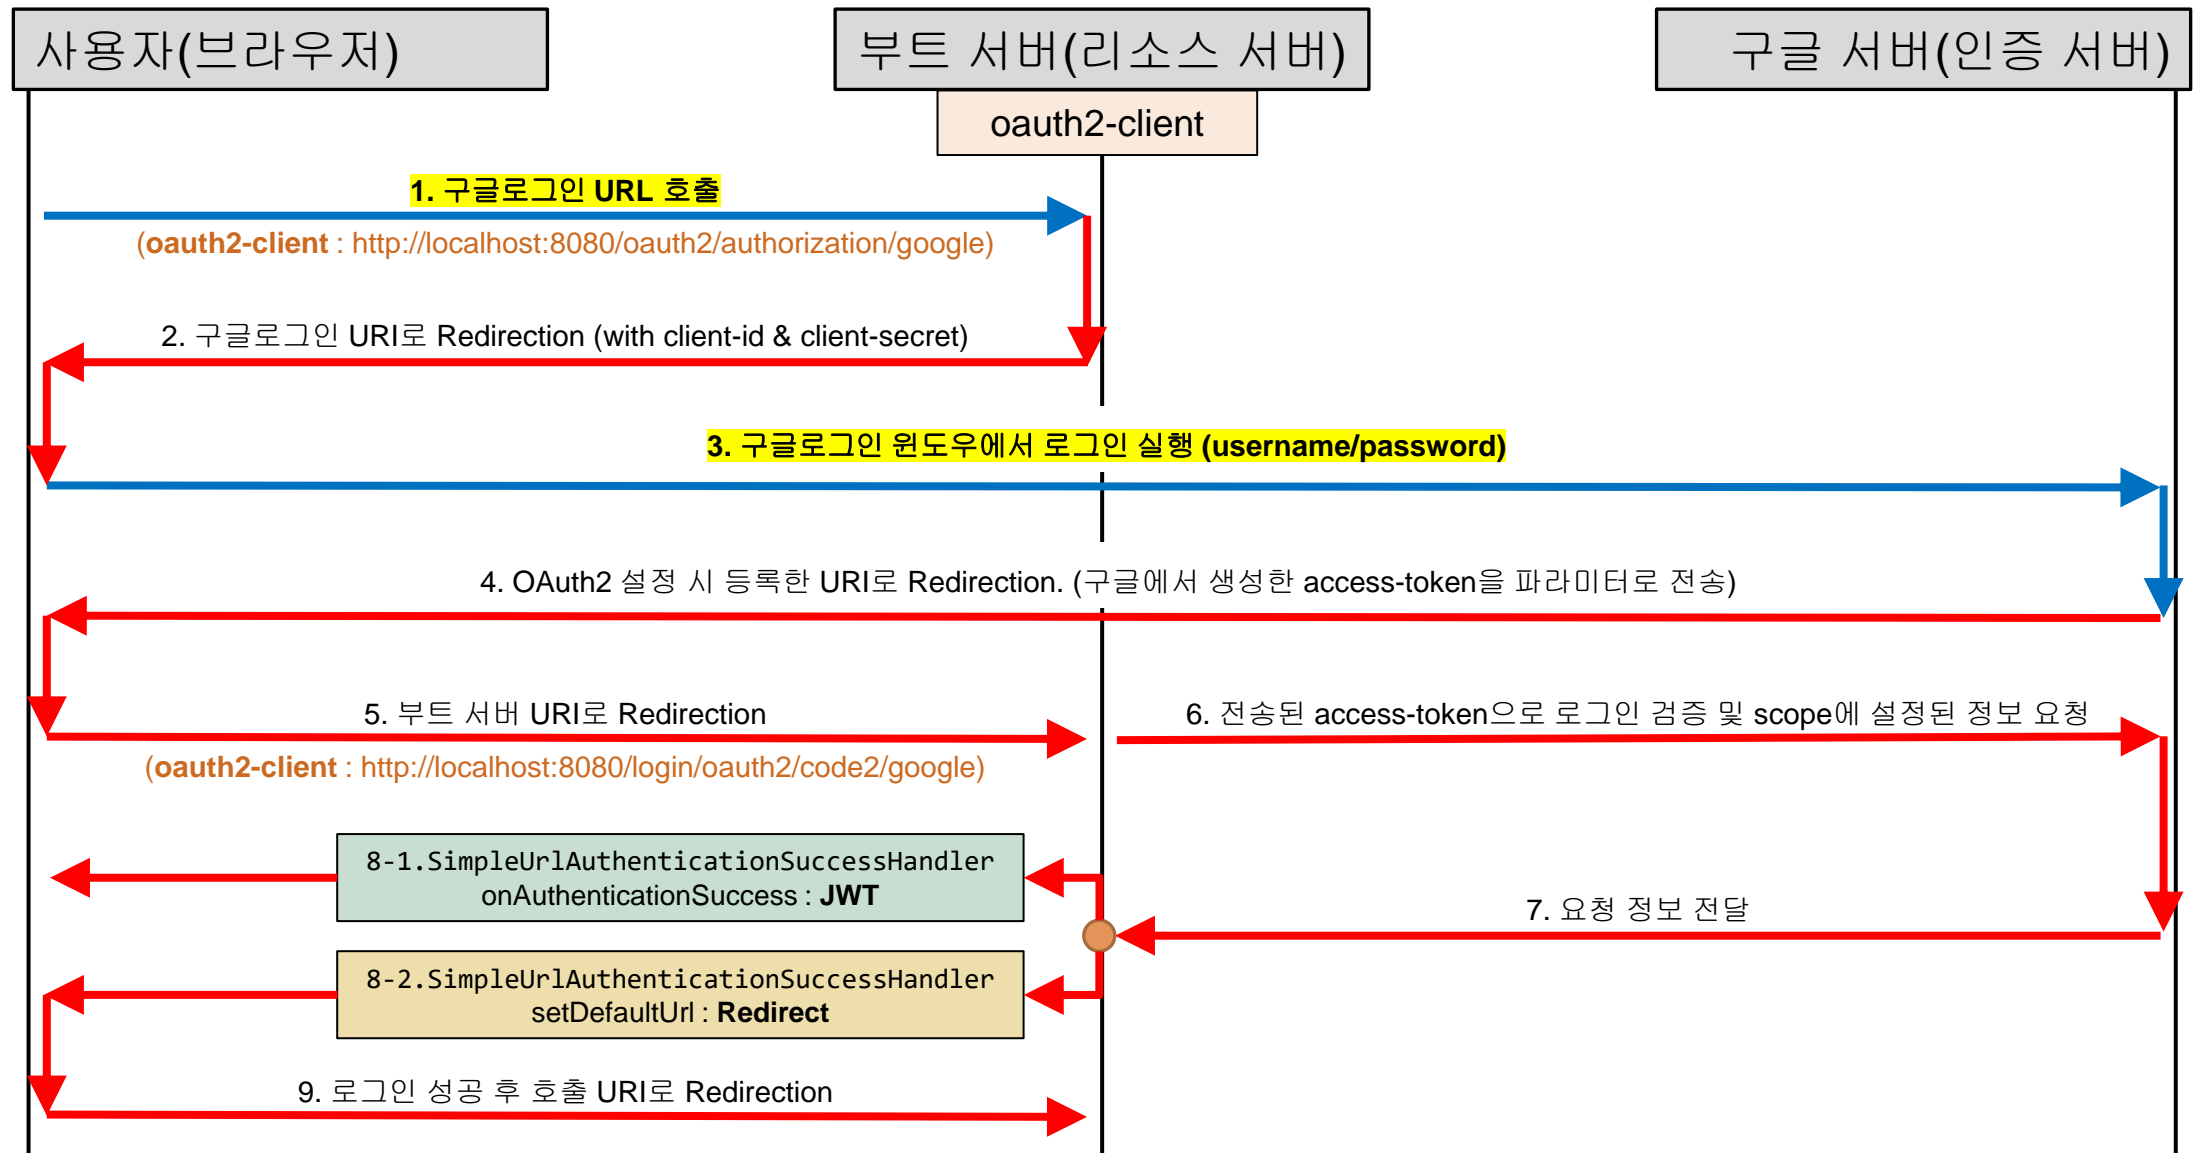 사용자(브라우저)
부트 서버(리소스 서버)
구글 서버(인증 서버)
oauth2-client
1. 구글로그인 URL 호출
(oauth2-client : http://localhost:8080/oauth2/authorization/google)
2. 구글로그인 URI로 Redirection (with client-id & client-secret)
3. 구글로그인 윈도우에서 로그인 실행 (username/password)
4. OAuth2 설정 시 등록한 URI로 Redirection. (구글에서 생성한 access-token을 파라미터로 전송)
5. 부트 서버 URI로 Redirection
6. 전송된 access-token으로 로그인 검증 및 scope에 설정된 정보 요청
(oauth2-client : http://localhost:8080/login/oauth2/code2/google)
8-1.SimpleUrlAuthenticationSuccessHandler
onAuthenticationSuccess : JWT
7. 요청 정보 전달
8-2.SimpleUrlAuthenticationSuccessHandler
setDefaultUrl : Redirect
9. 로그인 성공 후 호출 URI로 Redirection